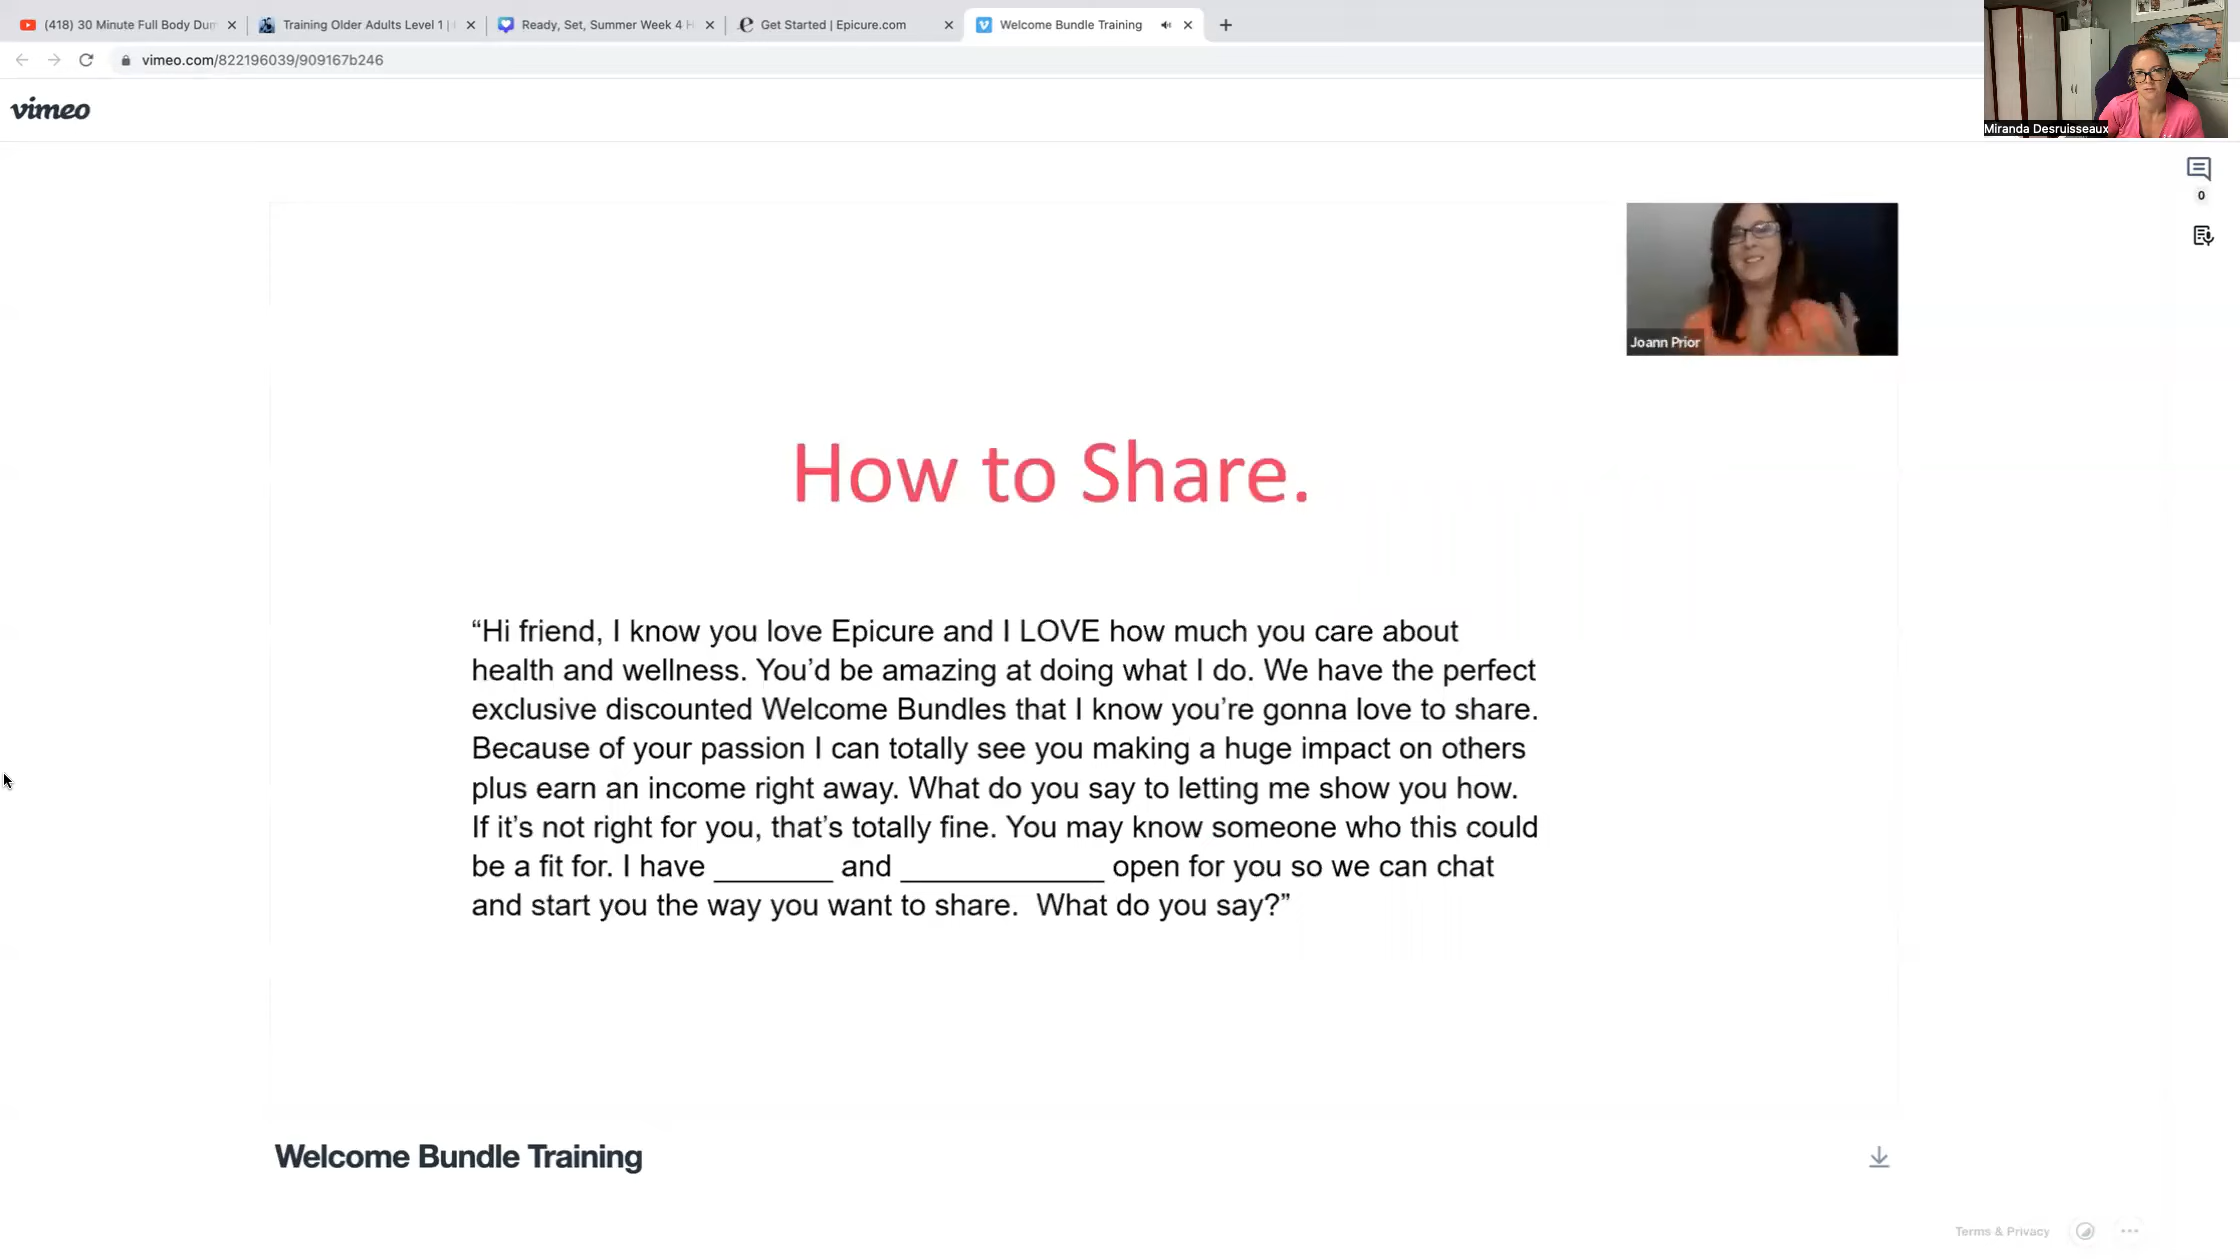 (418) 30 Minute Full Body Dum
Training Older Adults Level 1 |
Ready, Set, Summer Week 4 H
Get Started | Epicure.com
Welcome Bundle Training
vimeo.com/822196039/909167b246
vimeo
Miranda Desruisseaux
0
Joann Prior
How to Share.
“Hi friend, I know you love Epicure and I LOVE how much you care about
health and wellness. You’d be amazing at doing what I do. We have the perfect
exclusive discounted Welcome Bundles that I know you’re gonna love to share.
Because of your passion I can totally see you making a huge impact on others
plus earn an income right away. What do you say to letting me show you how.
If it’s not right for you, that’s totally fine. You may know someone who this could
be a fit for. I have _______ and ____________ open for you so we can chat
and start you the way you want to share.  What do you say?”
Welcome Bundle Training
Terms & Privacy